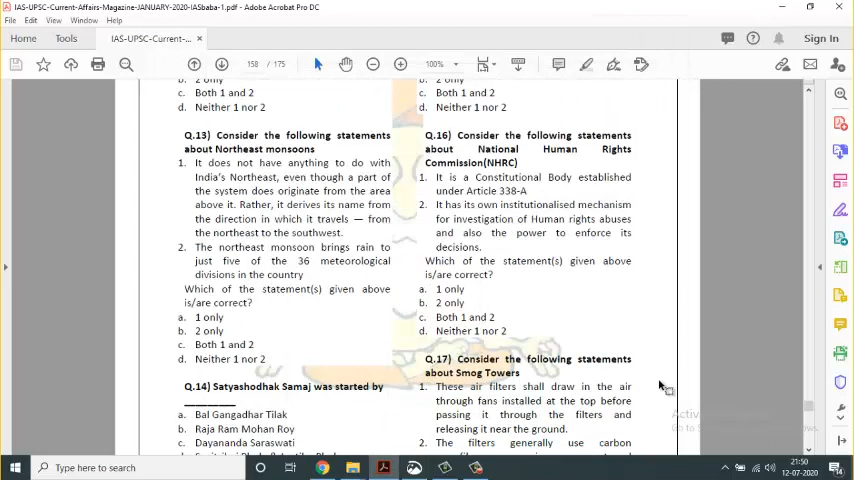 IAS-UPSC-Current-Affairs-Magazine-JANUARY-2020-IASbaba-1.pdf - Adobe Acrobat Pro DC
File Edit View Window Help
Home Tools IAS-UPSC-Current-... × Sign In
158 / 175 100%
b. 2 only
c. Both 1 and 2
d. Neither 1 nor 2
Q.13) Consider the following statements
about Northeast monsoons
1. It does not have anything to do with
India's Northeast, even though a part of
the system does originate from the area
above it. Rather, it derives its name from
the direction in which it travels — from
the northeast to the southwest.
2. The northeast monsoon brings rain to
just five of the 36 meteorological
divisions in the country
Which of the statement(s) given above
is/are correct?
a. 1 only
b. 2 only
c. Both 1 and 2
d. Neither 1 nor 2
Q.14) Satyashodhak Samaj was started by
__________
a. Bal Gangadhar Tilak
b. Raja Ram Mohan Roy
c. Dayananda Saraswati
b. 2 only
c. Both 1 and 2
d. Neither 1 nor 2
Q.16) Consider the following statements
about National Human Rights
Commission(NHRC)
1. It is a Constitutional Body established
under Article 338-A
2. It has its own institutionalised mechanism
for investigation of Human rights abuses
and also the power to enforce its
decisions.
Which of the statement(s) given above
is/are correct?
a. 1 only
b. 2 only
c. Both 1 and 2
d. Neither 1 nor 2
Q.17) Consider the following statements
about Smog Towers
1. These air filters shall draw in the air
through fans installed at the top before
passing it through the filters and
releasing it near the ground.
2. The filters generally use carbon
Type here to search
21:50
12-07-2020